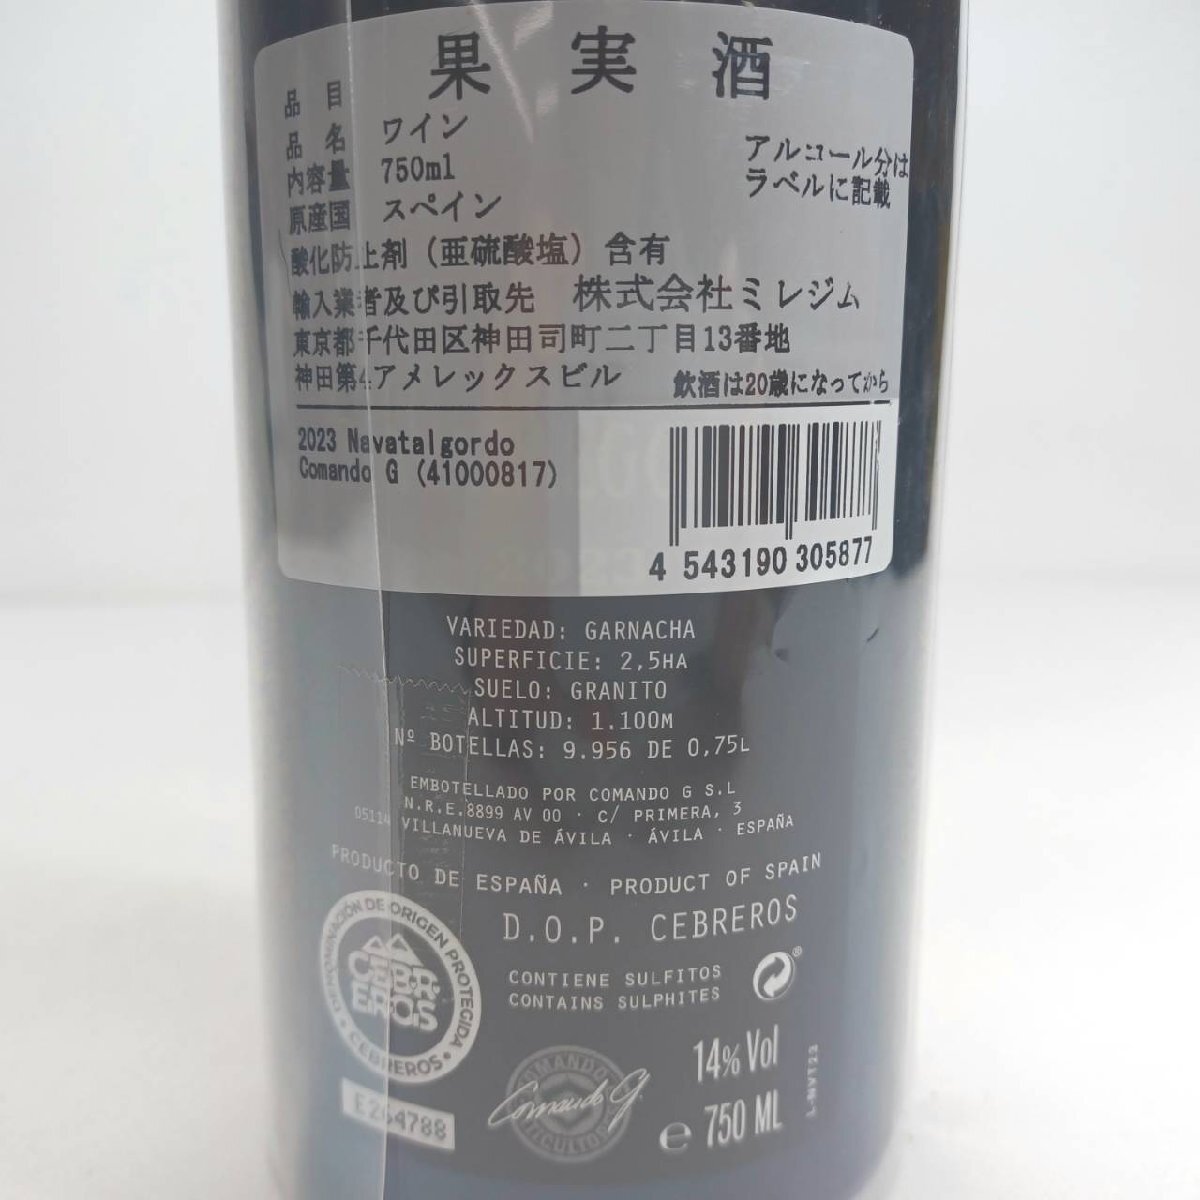 果実酒
品目
品名 ワイン
内容量 750ml
アルコール分は
ラベルに記載
原産国 スペイン
酸化防止剤（亜硫酸塩）含有
輸入業者及び引取先 株式会社ミレジム
東京都千代田区神田司町二丁目13番地
神田第4アメレックスビル 飲酒は20歳になってから
2023 Navatalgordo
Comando G (41000817)
4 543190 305877
VARIEDAD: GARNACHA
SUPERFICIE: 2,5HA
SUELO: GRANITO
ALTITUD: 1.100M
Nº BOTELLAS: 9.956 DE 0,75L
EMBOTELLADO POR COMANDO G S.L
N.R.E.8899 AV 00 · C/ PRIMERA, 3
05114 VILLANUEVA DE ÁVILA · ÁVILA · ESPAÑA
PRODUCTO DE ESPAÑA · PRODUCT OF SPAIN
D.O.P. CEBREROS
DENOMINACIÓN DE ORIGEN PROTEGIDA · CEBREROS ·
CEBR
EROS
CONTIENE SULFITOS
CONTAINS SULPHITES
14% Vol
℮ 750 ML
L-NVT23
COMANDO G
Comando G
E264788